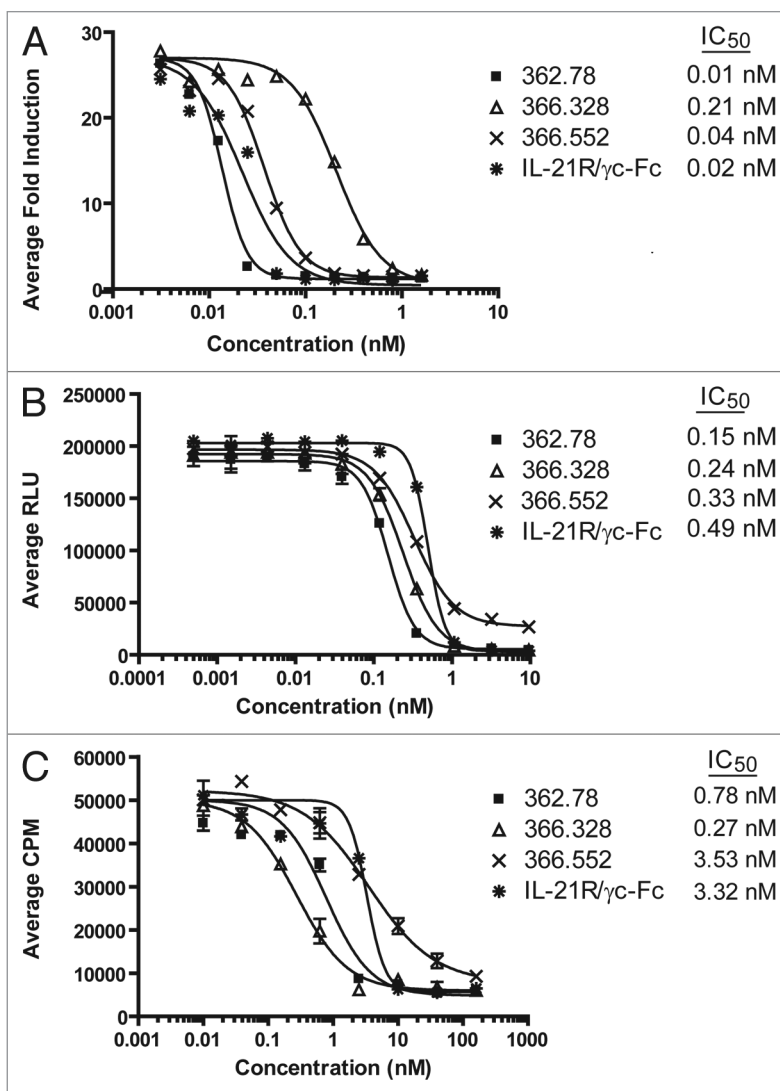 A
30
20
10
0
Average Fold Induction
0.001 0.01 0.1 1 10
Concentration (nM)
IC50
362.78 0.01 nM
366.328 0.21 nM
366.552 0.04 nM
IL-21R/γc-Fc 0.02 nM
B
250000
200000
150000
100000
50000
0
Average RLU
0.0001 0.001 0.01 0.1 1 10
Concentration (nM)
IC50
362.78 0.15 nM
366.328 0.24 nM
366.552 0.33 nM
IL-21R/γc-Fc 0.49 nM
C
60000
50000
40000
30000
20000
10000
0
Average CPM
0.001 0.01 0.1 1 10 100 1000
Concentration (nM)
IC50
362.78 0.78 nM
366.328 0.27 nM
366.552 3.53 nM
IL-21R/γc-Fc 3.32 nM